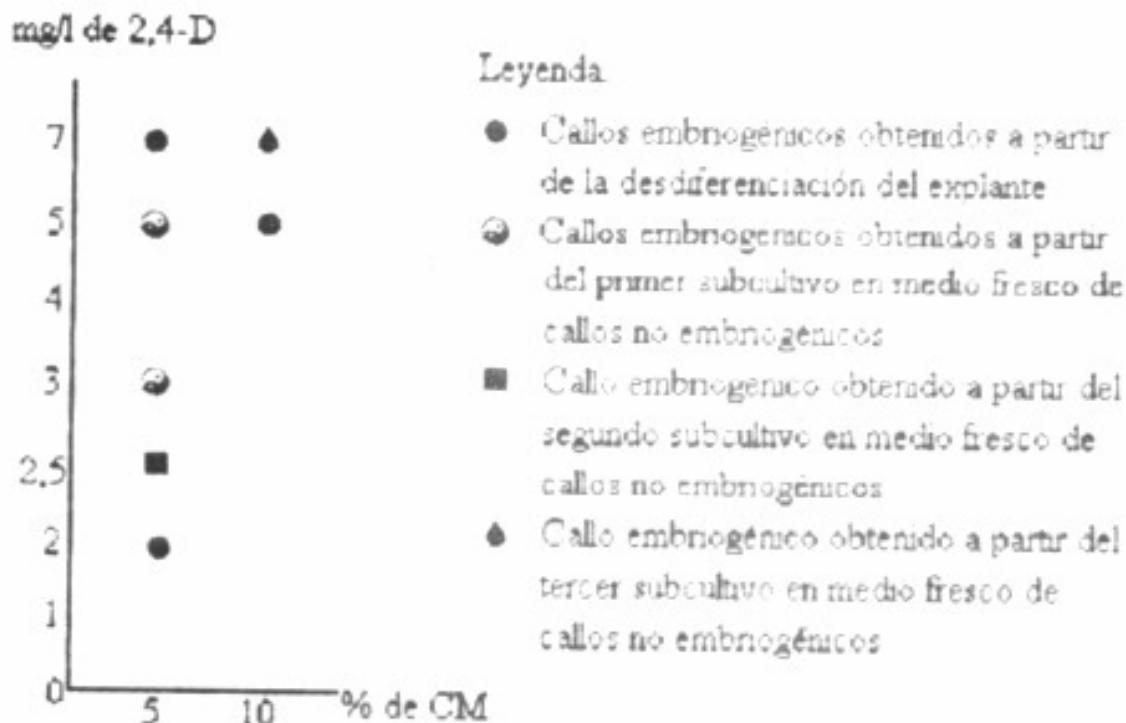 mg/l de 2,4-D
7
5
4
3
2,5
2
1
0
5 10 % de CM
Leyenda
Callos embriogénicos obtenidos a partir
de la desdiferenciación del explante
Callos embriogenicos obtenidos a partir
del primer subcultivo en medio fresco de
callos no embriogénicos
Callo embriogénico obtenido a partir del
segundo subcultivo en medio fresco de
callos no embriogénicos
Callo embriogénico obtenido a partir del
tercer subcultivo en medio fresco de
callos no embriogénicos